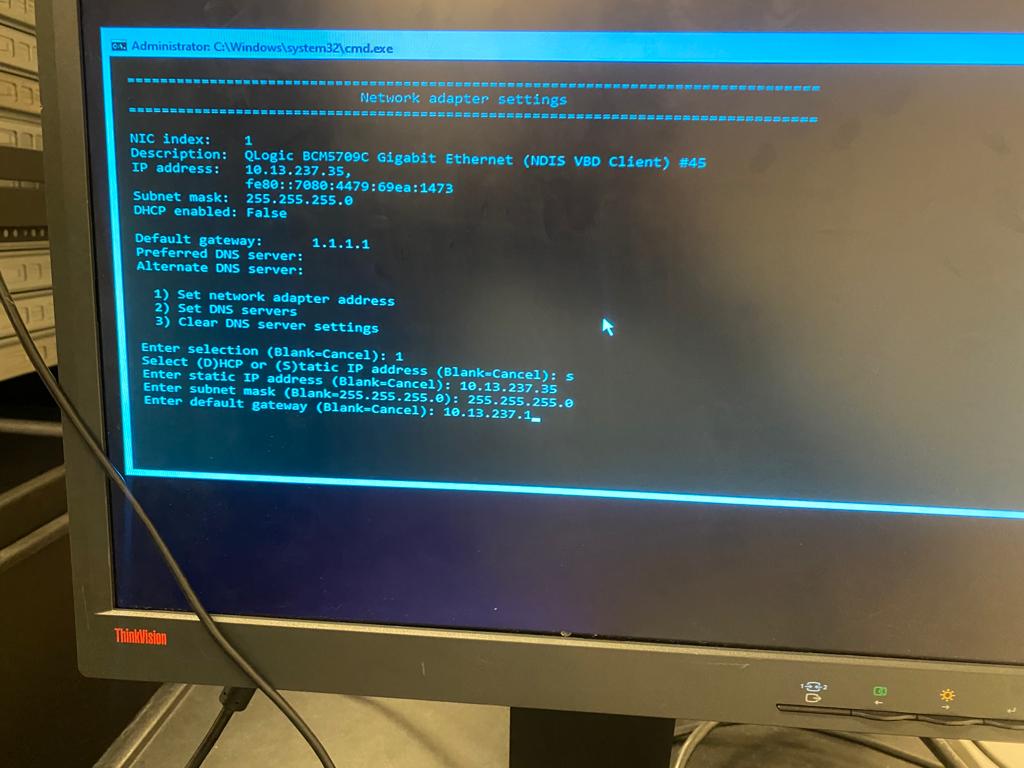 Administrator: C:\Windows\system32\cmd.exe
================================================================================
Network adapter settings
================================================================================
NIC index: 1
Description: QLogic BCM5709C Gigabit Ethernet (NDIS VBD Client) #45
IP address: 10.13.237.35,
fe80::7080:4479:69ea:1473
Subnet mask: 255.255.255.0
DHCP enabled: False
Default gateway: 1.1.1.1
Preferred DNS server:
Alternate DNS server:
1) Set network adapter address
2) Set DNS servers
3) Clear DNS server settings
Enter selection (Blank=Cancel): 1
Select (D)HCP or (S)tatic IP address (Blank=Cancel): s
Enter static IP address (Blank=Cancel): 10.13.237.35
Enter subnet mask (Blank=255.255.255.0): 255.255.255.0
Enter default gateway (Blank=Cancel): 10.13.237.1_
ThinkVision